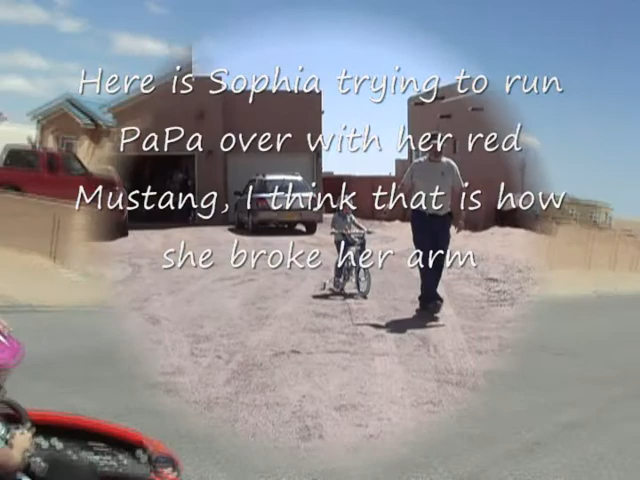 Here is Sophia trying to run
PaPa over with her red
Mustang, I think that is how
she broke her arm